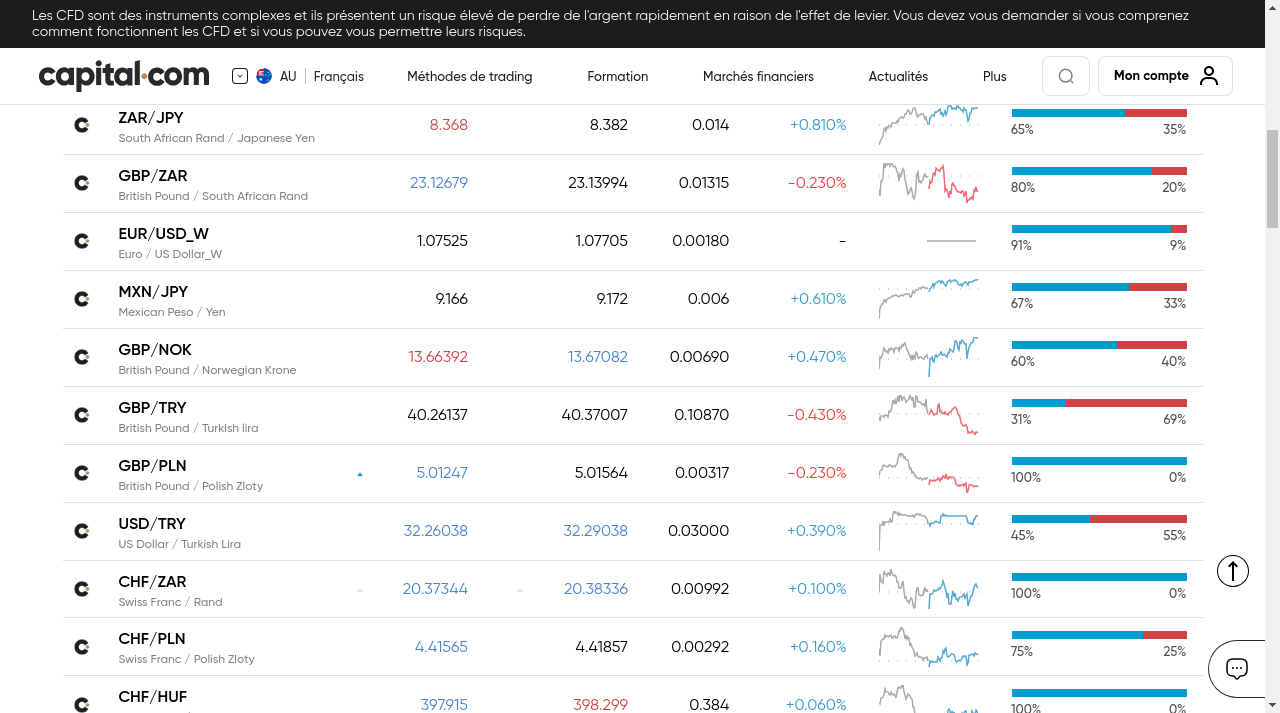 Les CFD sont des instruments complexes et ils présentent un risque élevé de perdre de l'argent rapidement en raison de l'effet de levier. Vous devez vous demander si vous comprenez
comment fonctionnent les CFD et si vous pouvez vous permettre leurs risques.
capital.com AU Français Méthodes de trading Formation Marchés financiers Actualités Plus Mon compte
ZAR/JPY 8.368 8.382 0.014 +0.810%
South African Rand / Japanese Yen 65% 35%
GBP/ZAR 23.12679 23.13994 0.01315 -0.230%
British Pound / South African Rand 80% 20%
EUR/USD_W 1.07525 1.07705 0.00180 -
Euro / US Dollar_W 91% 9%
MXN/JPY 9.166 9.172 0.006 +0.610%
Mexican Peso / Yen 67% 33%
GBP/NOK 13.66392 13.67082 0.00690 +0.470%
British Pound / Norwegian Krone 60% 40%
GBP/TRY 40.26137 40.37007 0.10870 -0.430%
British Pound / Turkish lira 31% 69%
GBP/PLN 5.01247 5.01564 0.00317 -0.230%
British Pound / Polish Zloty 100% 0%
USD/TRY 32.26038 32.29038 0.03000 +0.390%
US Dollar / Turkish Lira 45% 55%
CHF/ZAR 20.37344 20.38336 0.00992 +0.100%
Swiss Franc / Rand 100% 0%
CHF/PLN 4.41565 4.41857 0.00292 +0.160%
Swiss Franc / Polish Zloty 75% 25%
CHF/HUF 397.915 398.299 0.384 +0.060%
100% 0%